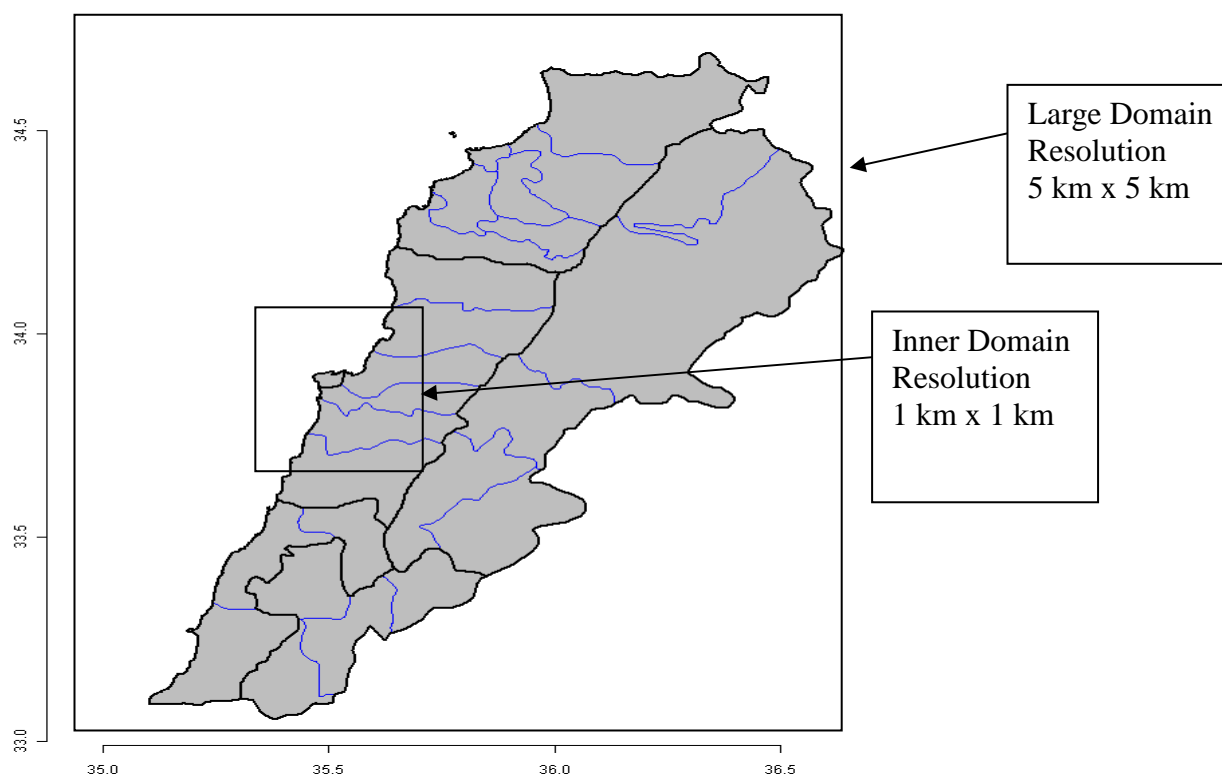 Large Domain
Resolution
5 km x 5 km
Inner Domain
Resolution
1 km x 1 km
34.5
34.0
33.5
33.0
35.0 35.5 36.0 36.5